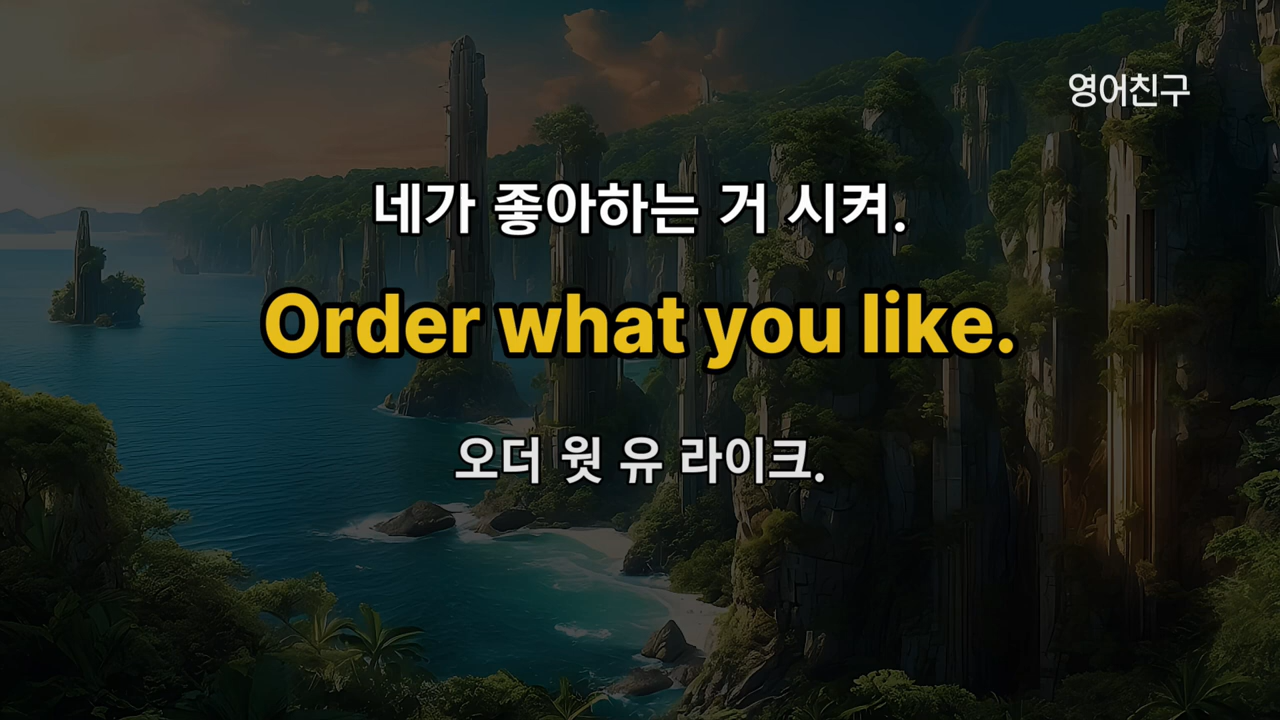 영어친구
네가 좋아하는 거 시켜.
Order what you like.
오더 웟 유 라이크.